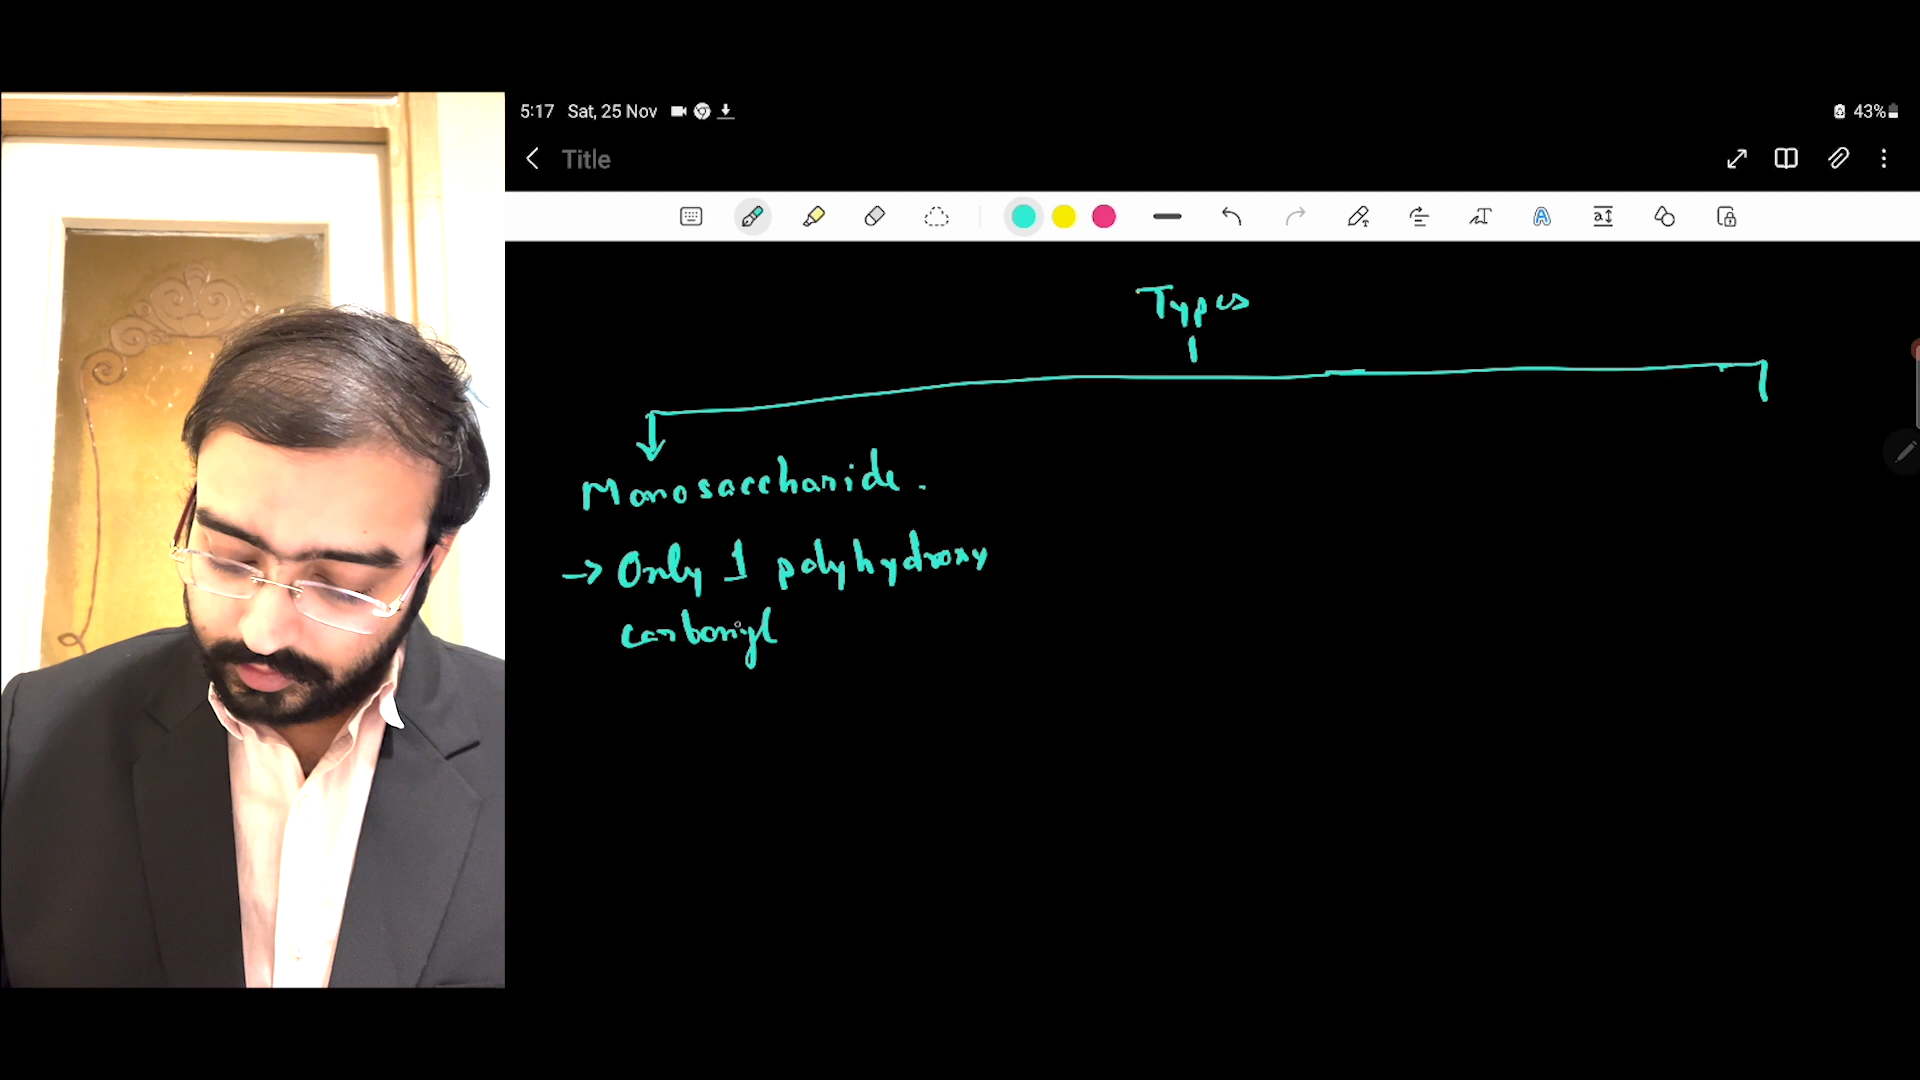 5:17 Sat, 25 Nov 43%
Title
Types
Monosaccharide.
-> Only 1 polyhydroxy
carbonyl